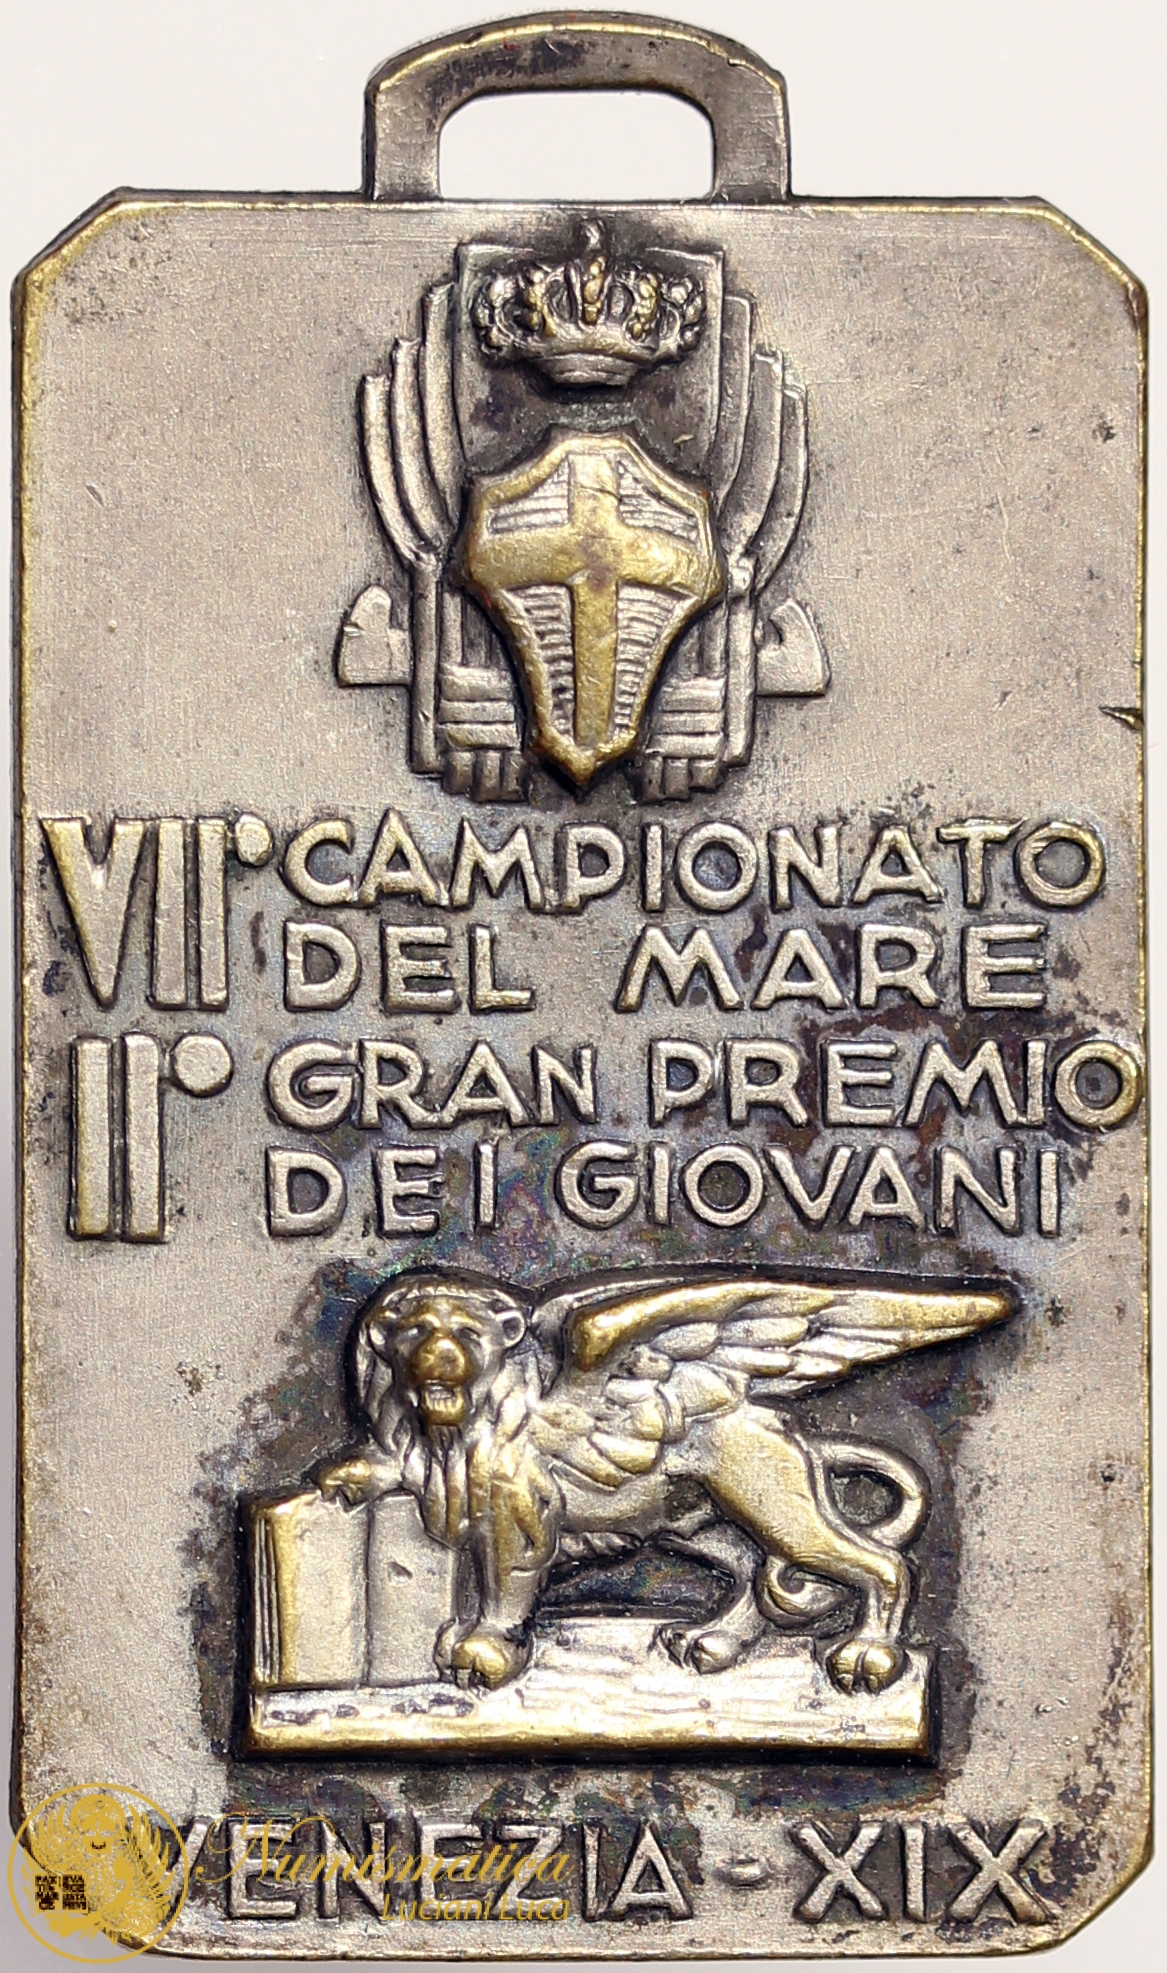 VII° CAMPIONATO
DEL MARE
II° GRAN PREMIO
DEI GIOVANI
VENEZIA - XIX
Numismatica
Luciani Luca